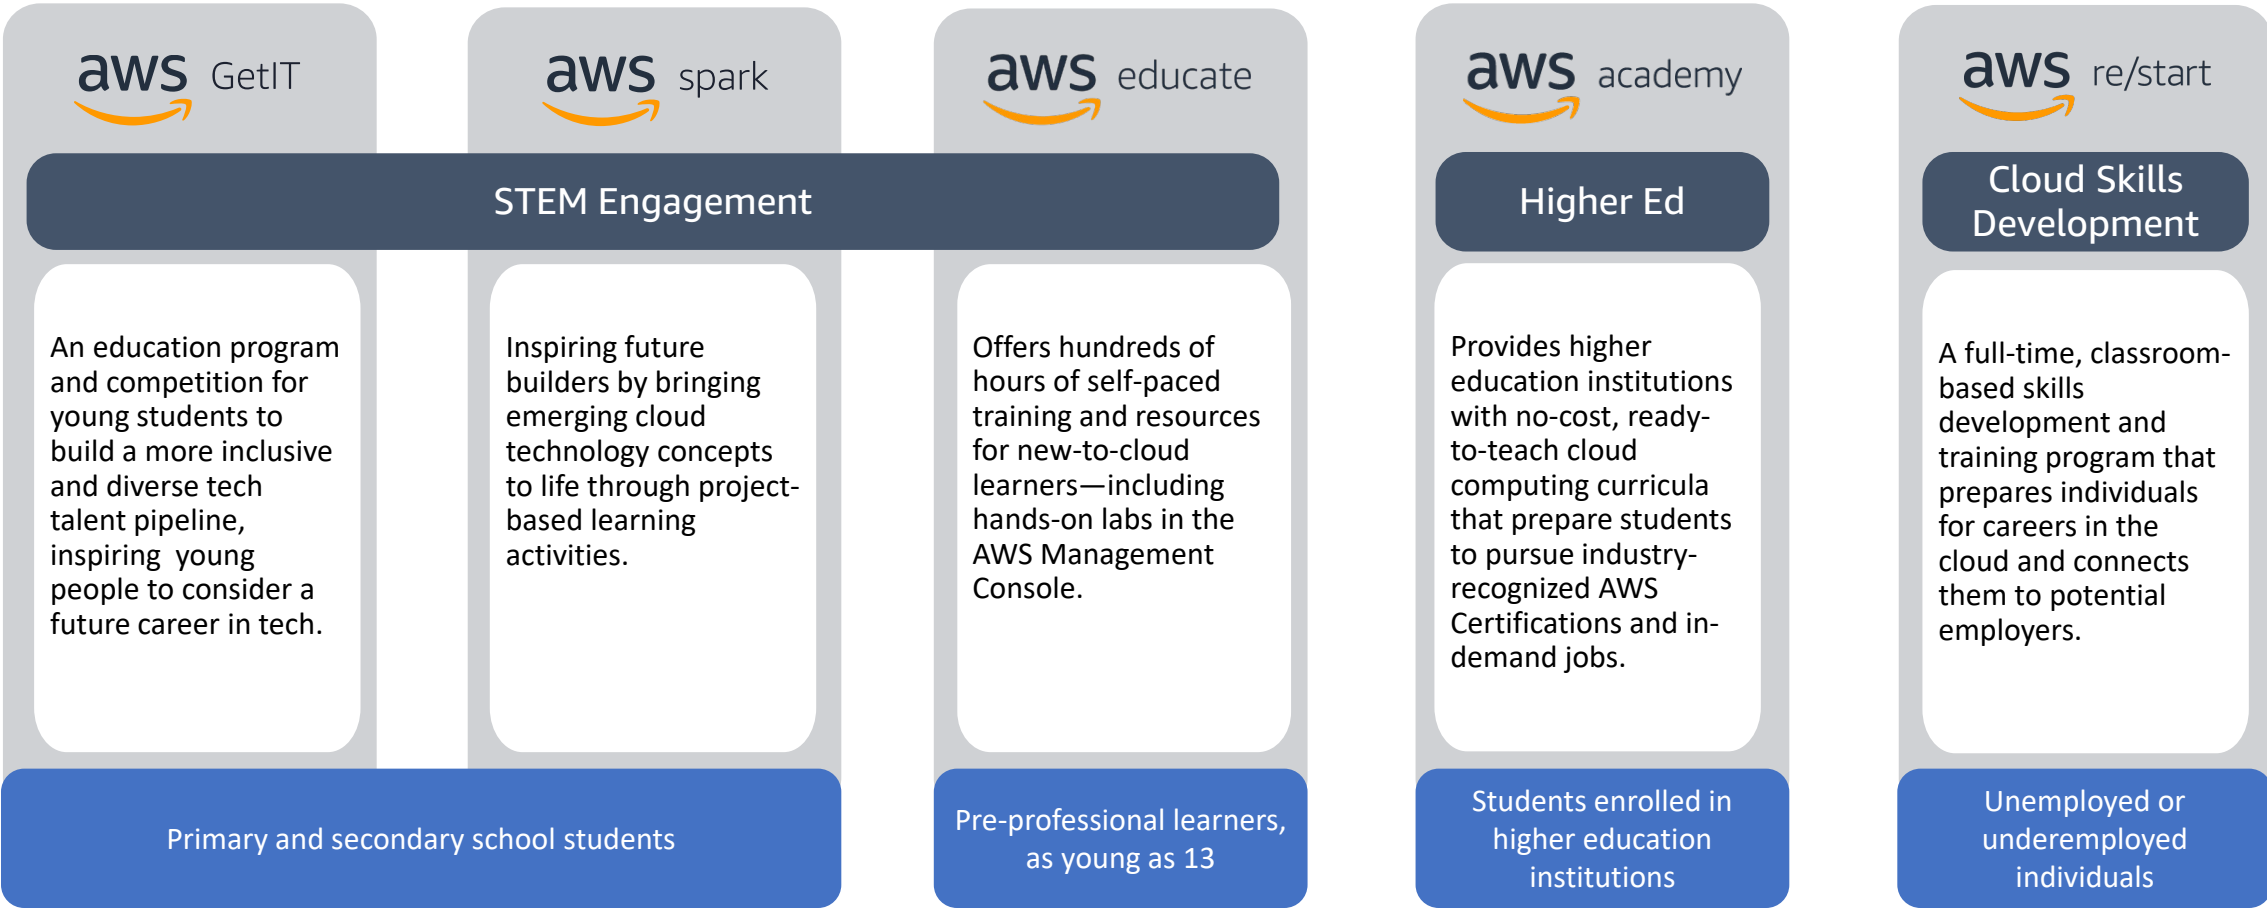 aws GetIT
aws spark
aws educate
aws academy
aws re/start
STEM Engagement
Higher Ed
Cloud Skills
Development
An education program
and competition for
young students to
build a more inclusive
and diverse tech
talent pipeline,
inspiring  young
people to consider a
future career in tech.
Inspiring future
builders by bringing
emerging cloud
technology concepts
to life through project-
based learning
activities.
Offers hundreds of
hours of self-paced
training and resources
for new-to-cloud
learners—including
hands-on labs in the
AWS Management
Console.
Provides higher
education institutions
with no-cost, ready-
to-teach cloud
computing curricula
that prepare students
to pursue industry-
recognized AWS
Certifications and in-
demand jobs.
A full-time, classroom-
based skills
development and
training program that
prepares individuals
for careers in the
cloud and connects
them to potential
employers.
Primary and secondary school students
Pre-professional learners,
as young as 13
Students enrolled in
higher education
institutions
Unemployed or
underemployed
individuals